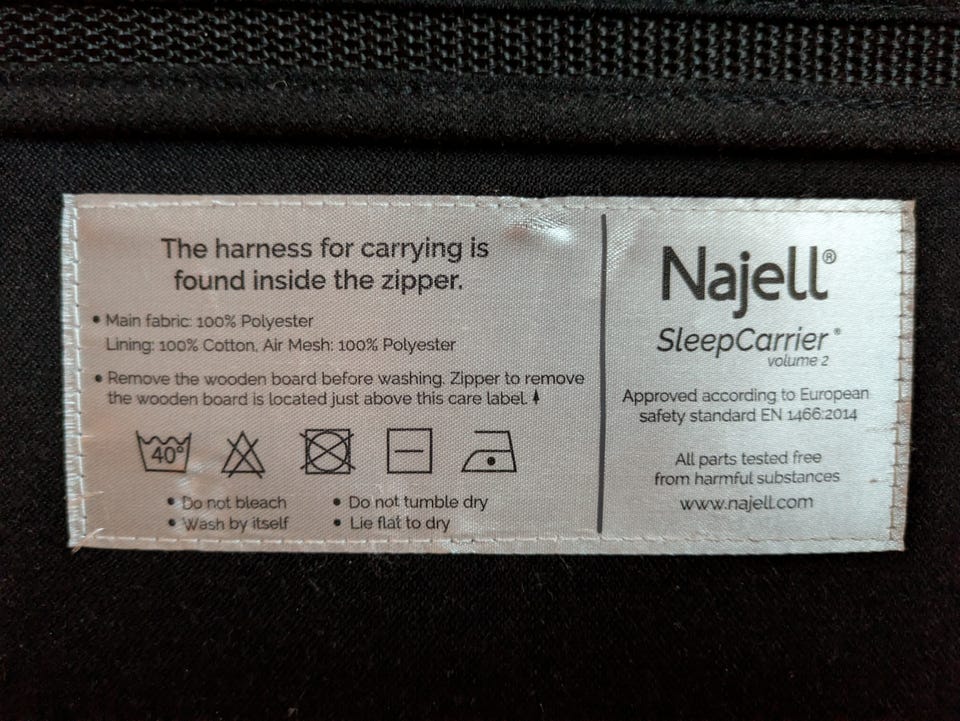 The harness for carrying is
found inside the zipper.
• Main fabric: 100% Polyester
Lining: 100% Cotton, Air Mesh: 100% Polyester
• Remove the wooden board before washing. Zipper to remove
the wooden board is located just above this care label.
40°
• Do not bleach
• Do not tumble dry
• Wash by itself
• Lie flat to dry
Najell®
SleepCarrier®
volume 2
Approved according to European
safety standard EN 1466:2014
All parts tested free
from harmful substances
www.najell.com